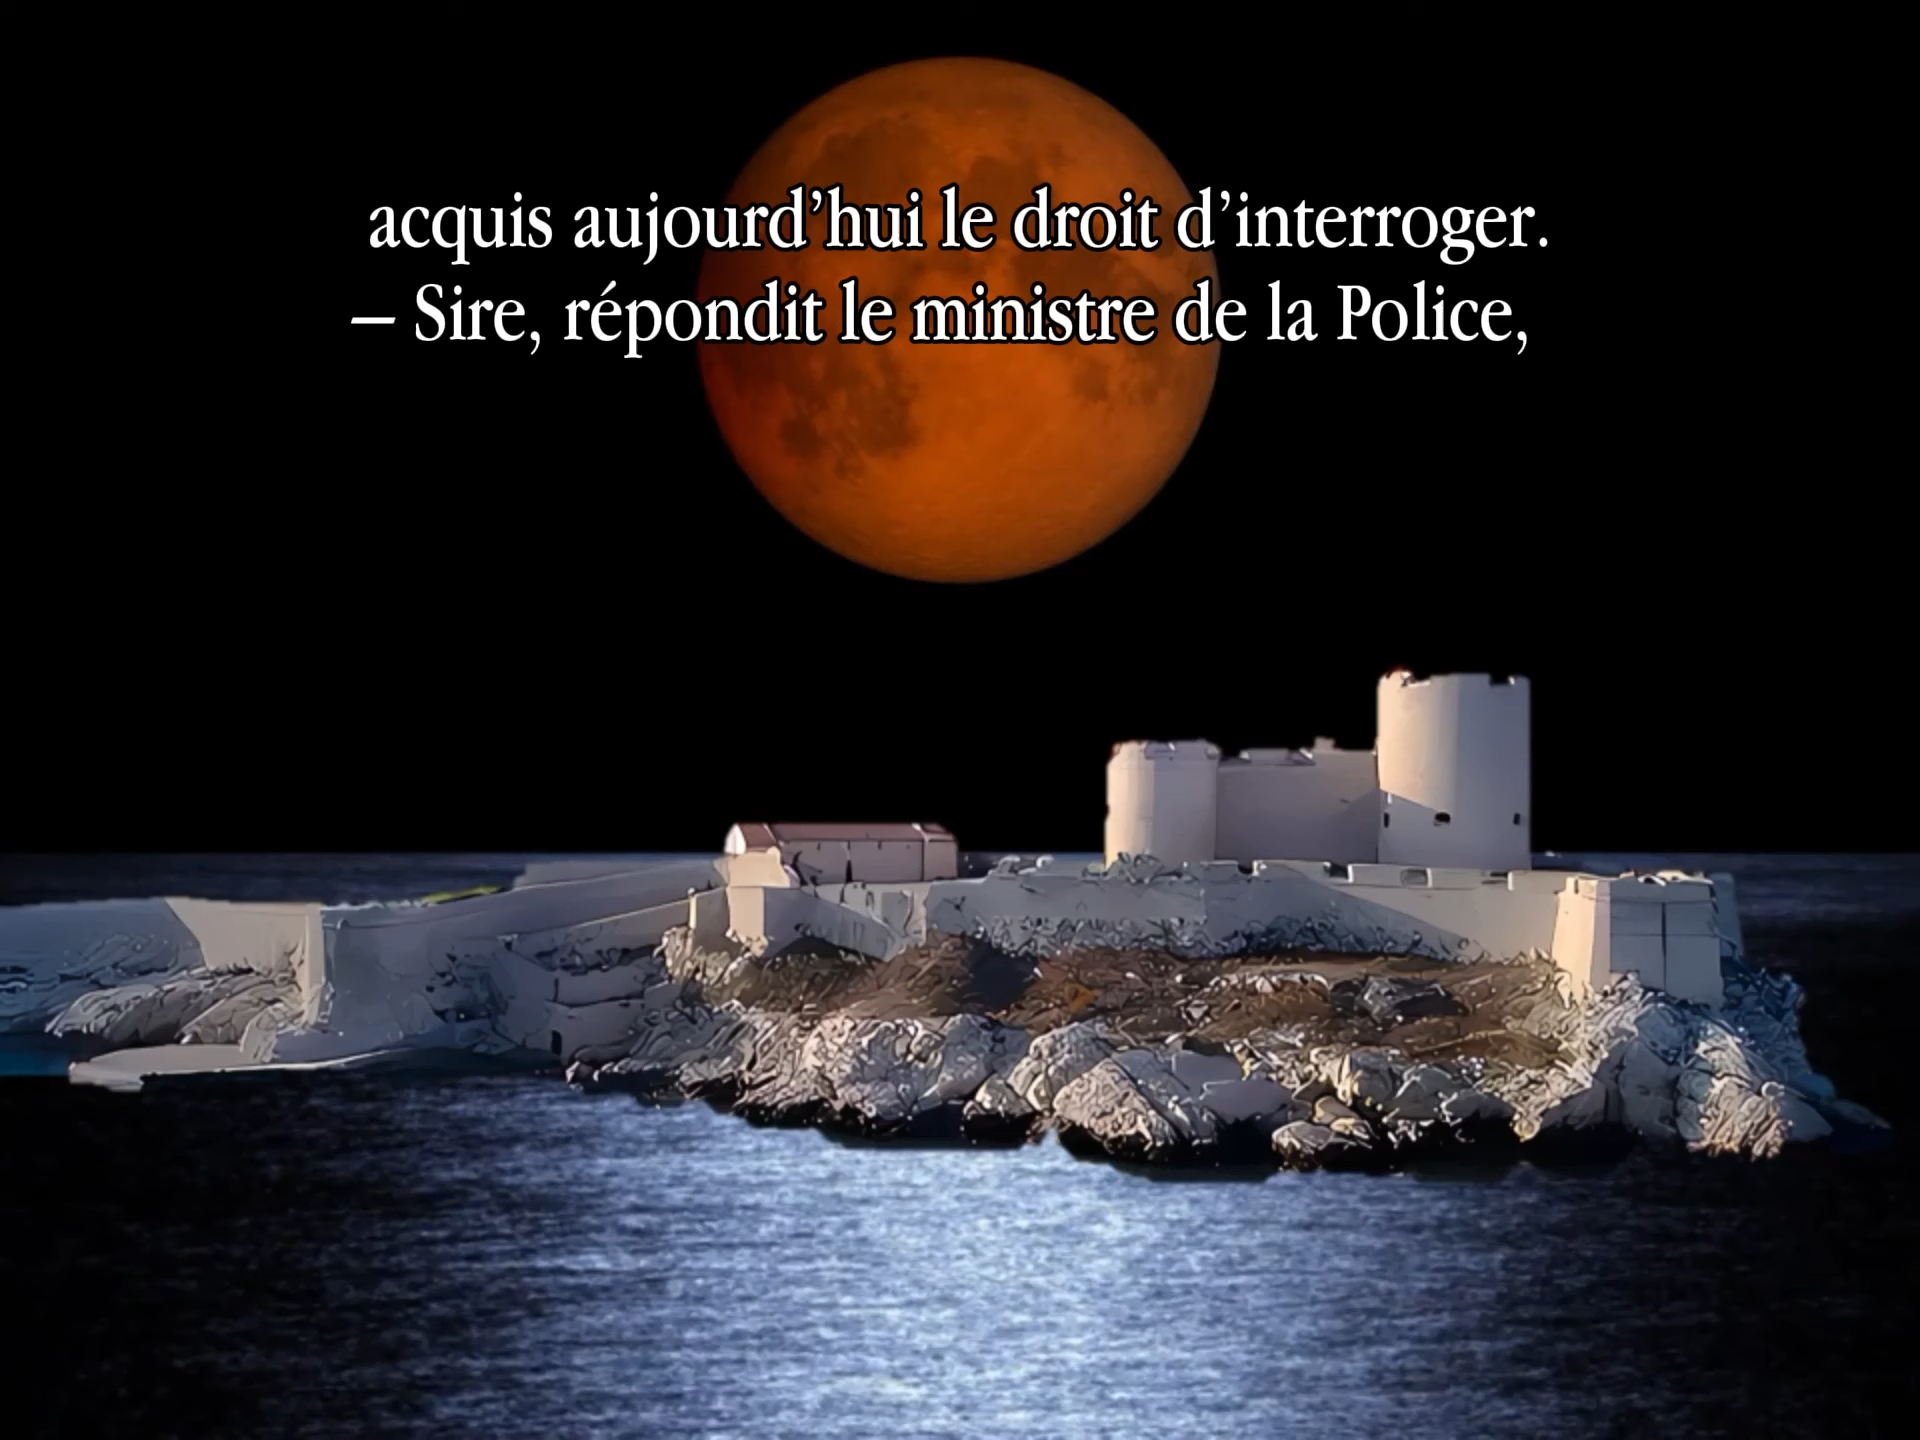 acquis aujourd’hui le droit d’interroger.
– Sire, répondit le ministre de la Police,